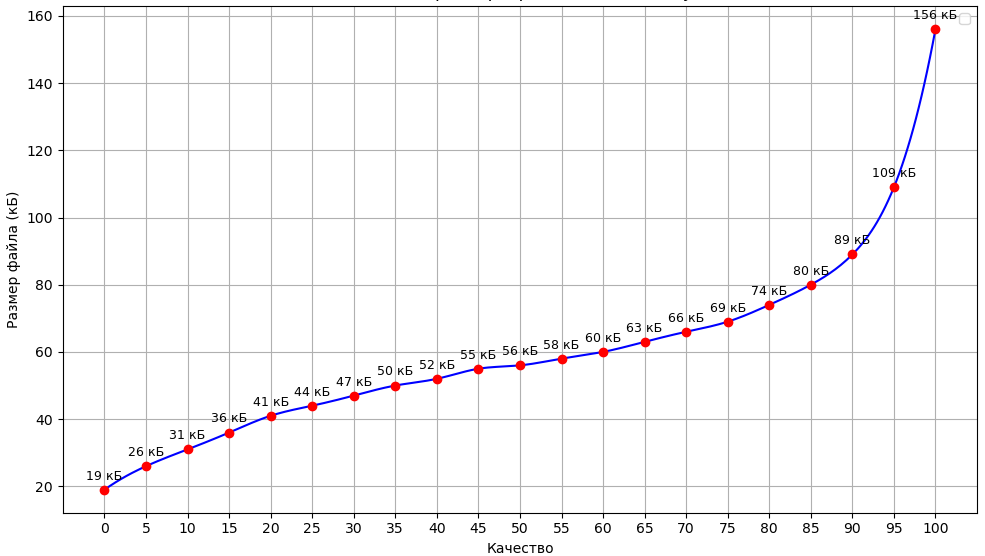 156 кБ
109 кБ
89 кБ
80 кБ
74 кБ
69 кБ
66 кБ
63 кБ
60 кБ
58 кБ
56 кБ
55 кБ
52 кБ
50 кБ
47 кБ
44 кБ
41 кБ
36 кБ
31 кБ
26 кБ
19 кБ
160
140
120
100
80
60
40
20
Размер файла (кБ)
0 5 10 15 20 25 30 35 40 45 50 55 60 65 70 75 80 85 90 95 100
Качество